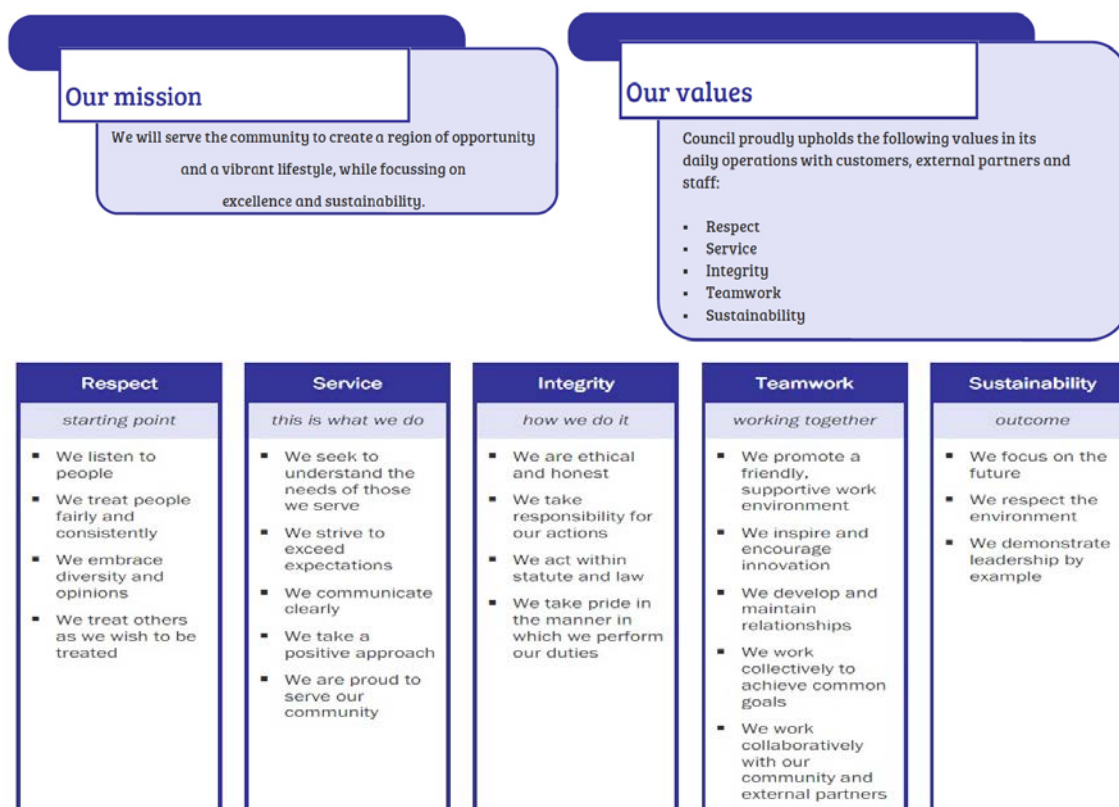 Our mission
We will serve the community to create a region of opportunity
and a vibrant lifestyle, while focussing on
excellence and sustainability.
Our values
Council proudly upholds the following values in its
daily operations with customers, external partners and
staff:
▪ Respect
▪ Service
▪ Integrity
▪ Teamwork
▪ Sustainability
Respect
starting point
▪ We listen to
people
▪ We treat people
fairly and
consistently
▪ We embrace
diversity and
opinions
▪ We treat others
as we wish to be
treated
Service
this is what we do
▪ We seek to
understand the
needs of those
we serve
▪ We strive to
exceed
expectations
▪ We communicate
clearly
▪ We take a
positive approach
▪ We are proud to
serve our
community
Integrity
how we do it
▪ We are ethical
and honest
▪ We take
responsibility for
our actions
▪ We act within
statute and law
▪ We take pride in
the manner in
which we perform
our duties
Teamwork
working together
▪ We promote a
friendly,
supportive work
environment
▪ We inspire and
encourage
innovation
▪ We develop and
maintain
relationships
▪ We work
collectively to
achieve common
goals
▪ We work
collaboratively
with our
community and
external partners
Sustainability
outcome
▪ We focus on the
future
▪ We respect the
environment
▪ We demonstrate
leadership by
example